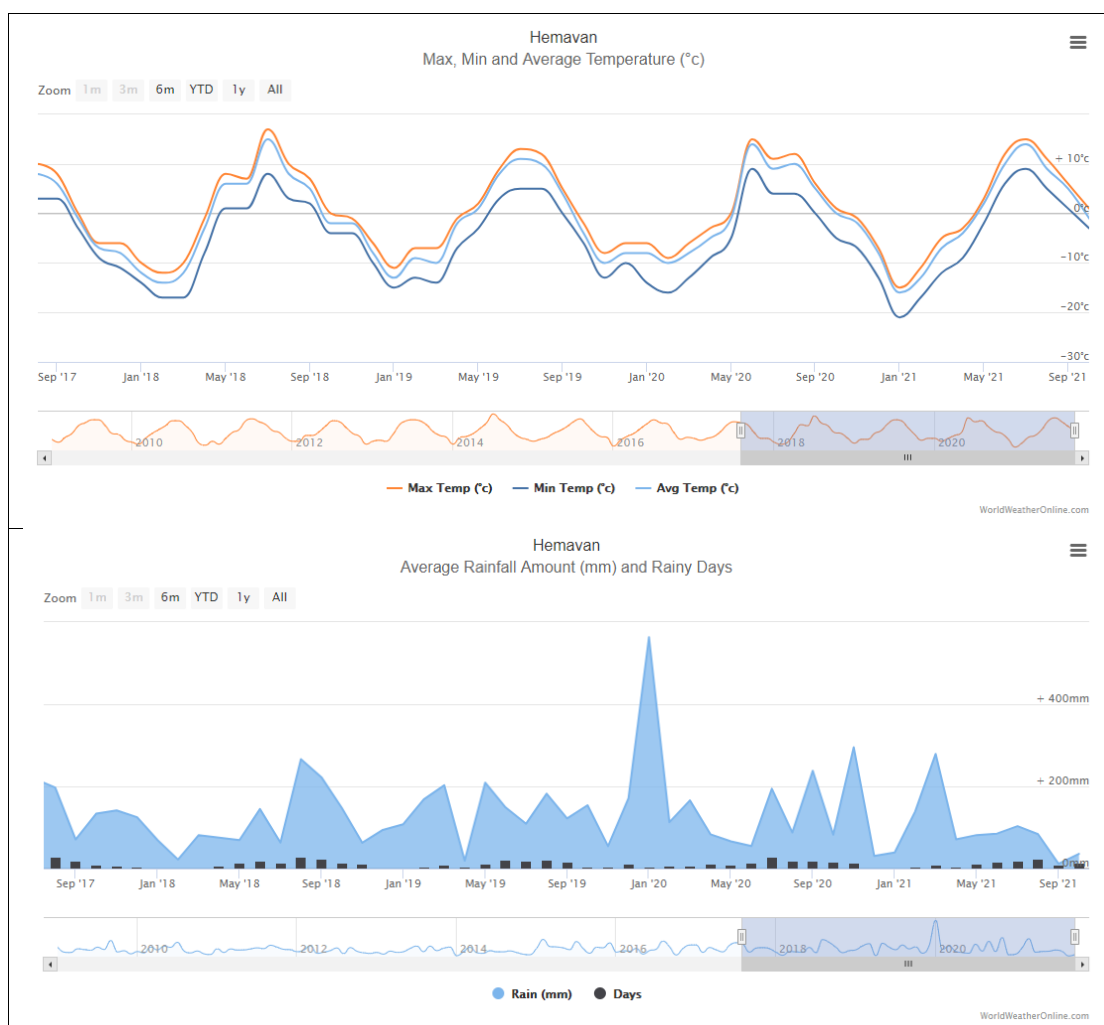 Hemavan
Max, Min and Average Temperature (°c)
Zoom 1m 3m 6m YTD 1y All
+ 10°c
0°c
−10°c
−20°c
−30°c
Sep '17 Jan '18 May '18 Sep '18 Jan '19 May '19 Sep '19 Jan '20 May '20 Sep '20 Jan '21 May '21 Sep '21
2010 2012 2014 2016 2018 2020
Max Temp (°c) Min Temp (°c) Avg Temp (°c)
WorldWeatherOnline.com
Hemavan
Average Rainfall Amount (mm) and Rainy Days
Zoom 1m 3m 6m YTD 1y All
+ 400mm
+ 200mm
0mm
Sep '17 Jan '18 May '18 Sep '18 Jan '19 May '19 Sep '19 Jan '20 May '20 Sep '20 Jan '21 May '21 Sep '21
2010 2012 2014 2016 2018 2020
Rain (mm) Days
WorldWeatherOnline.com